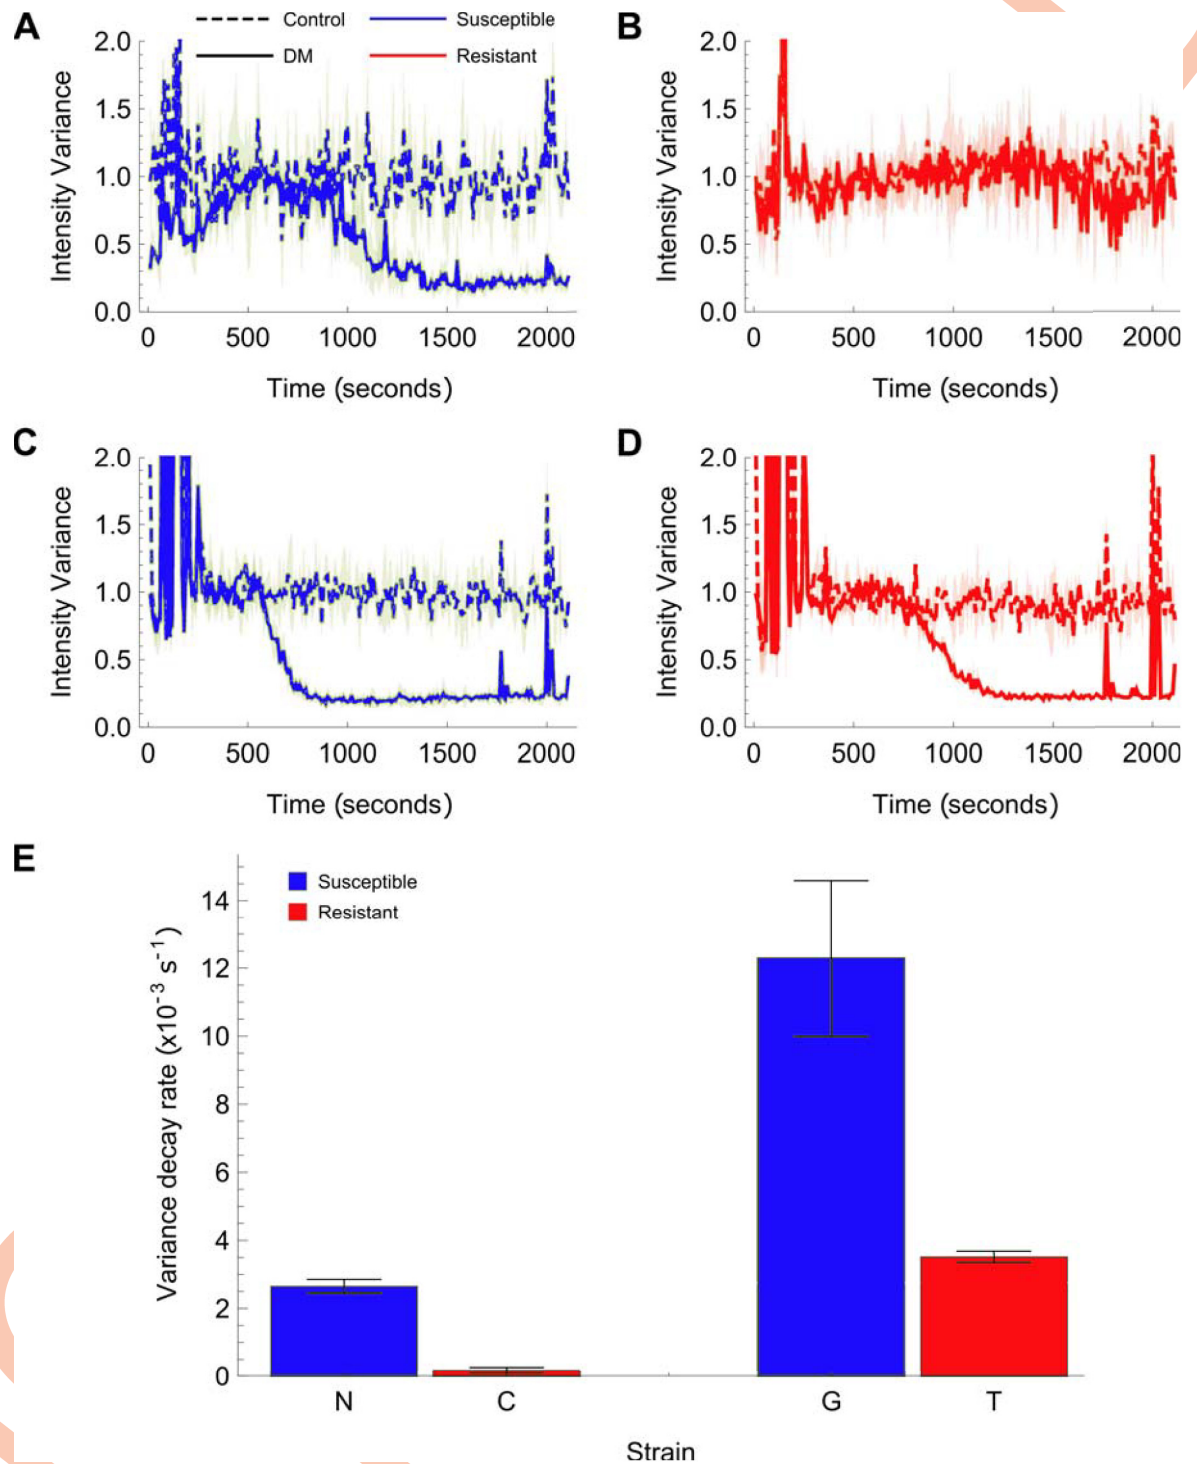 A
Control
Susceptible
DM
Resistant
2.0
1.5
1.0
0.5
0.0
Intensity Variance
0 500 1000 1500 2000
Time (seconds)
B
2.0
1.5
1.0
0.5
0.0
Intensity Variance
0 500 1000 1500 2000
Time (seconds)
C
2.0
1.5
1.0
0.5
0.0
Intensity Variance
0 500 1000 1500 2000
Time (seconds)
D
2.0
1.5
1.0
0.5
0.0
Intensity Variance
0 500 1000 1500 2000
Time (seconds)
E
Susceptible
Resistant
14
12
10
8
6
4
2
0
Variance decay rate (x10⁻³ s⁻¹)
N C G T
Strain